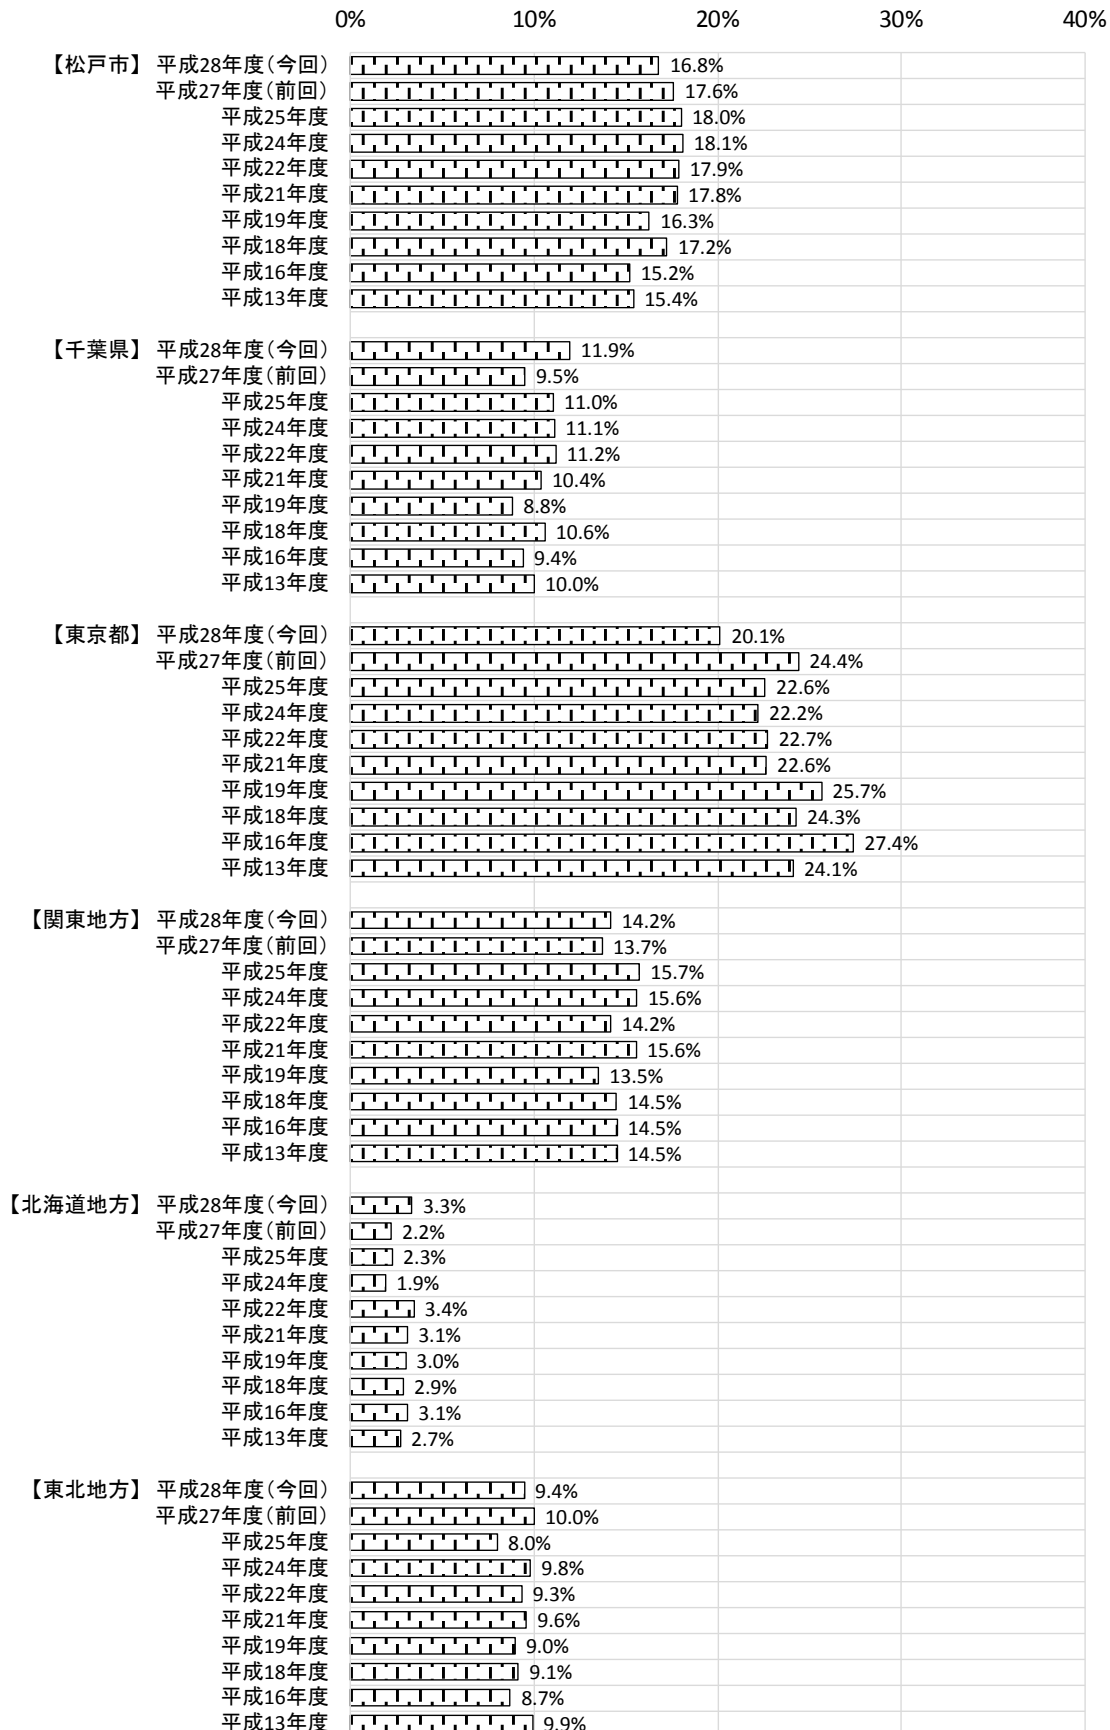 0% 10% 20% 30% 40%
【松戸市】 平成28年度(今回) 16.8%
平成27年度(前回) 17.6%
平成25年度 18.0%
平成24年度 18.1%
平成22年度 17.9%
平成21年度 17.8%
平成19年度 16.3%
平成18年度 17.2%
平成16年度 15.2%
平成13年度 15.4%
【千葉県】 平成28年度(今回) 11.9%
平成27年度(前回) 9.5%
平成25年度 11.0%
平成24年度 11.1%
平成22年度 11.2%
平成21年度 10.4%
平成19年度 8.8%
平成18年度 10.6%
平成16年度 9.4%
平成13年度 10.0%
【東京都】 平成28年度(今回) 20.1%
平成27年度(前回) 24.4%
平成25年度 22.6%
平成24年度 22.2%
平成22年度 22.7%
平成21年度 22.6%
平成19年度 25.7%
平成18年度 24.3%
平成16年度 27.4%
平成13年度 24.1%
【関東地方】 平成28年度(今回) 14.2%
平成27年度(前回) 13.7%
平成25年度 15.7%
平成24年度 15.6%
平成22年度 14.2%
平成21年度 15.6%
平成19年度 13.5%
平成18年度 14.5%
平成16年度 14.5%
平成13年度 14.5%
【北海道地方】 平成28年度(今回) 3.3%
平成27年度(前回) 2.2%
平成25年度 2.3%
平成24年度 1.9%
平成22年度 3.4%
平成21年度 3.1%
平成19年度 3.0%
平成18年度 2.9%
平成16年度 3.1%
平成13年度 2.7%
【東北地方】 平成28年度(今回) 9.4%
平成27年度(前回) 10.0%
平成25年度 8.0%
平成24年度 9.8%
平成22年度 9.3%
平成21年度 9.6%
平成19年度 9.0%
平成18年度 9.1%
平成16年度 8.7%
平成13年度 9.9%